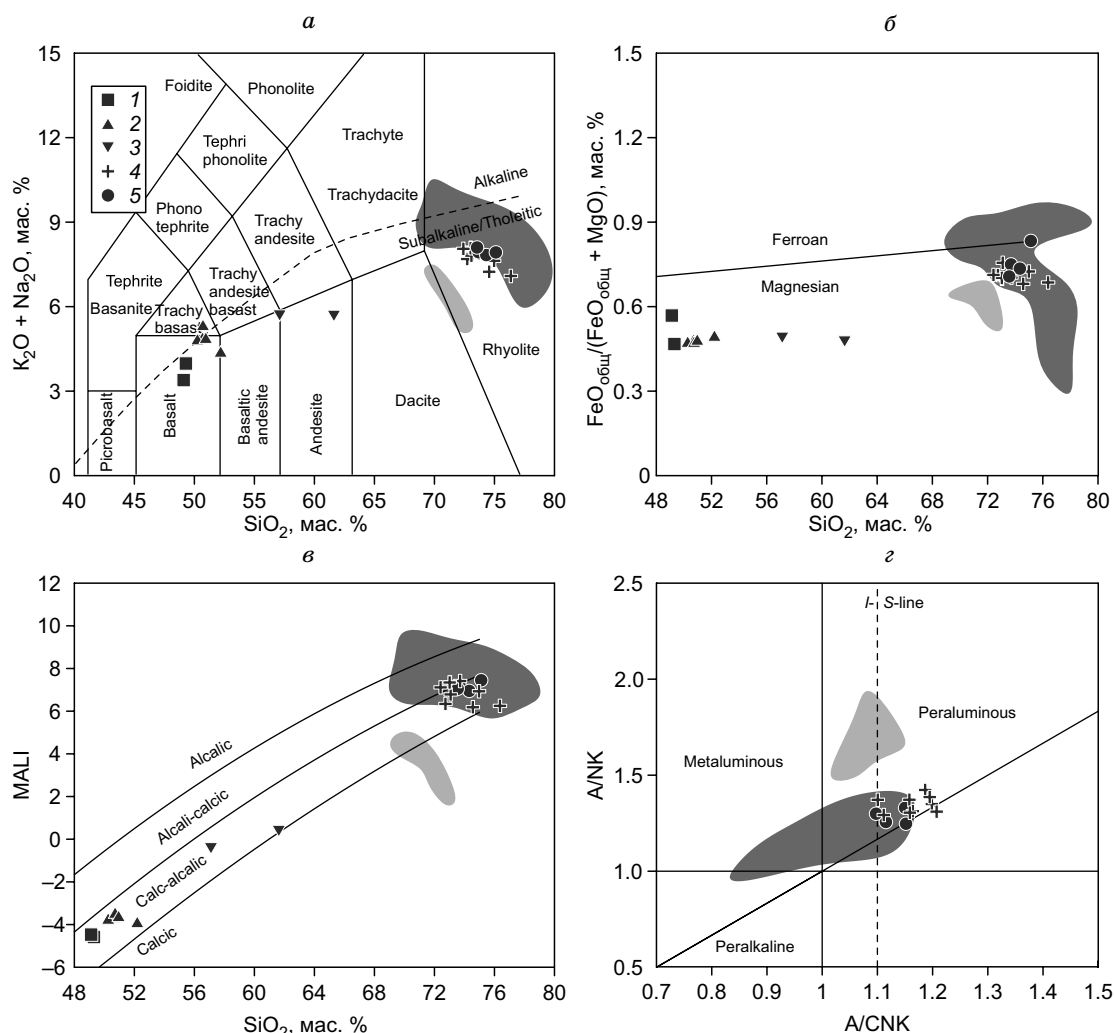 а
K₂O + Na₂O, мас. %
15
12
9
6
3
0
1
2
3
4
5
Foidite
Phonolite
Tephri
phonolite
Trachyte
Phono
tephrite
Trachy
andesite
Trachydacite
Alkaline
Subalkaline/Tholeitic
Tephrite
Basanite
Trachy
basast
Trachy
andesite
basast
Rhyolite
Picrobasalt
Basalt
Basaltic
andesite
Andesite
Dacite
40 45 50 55 60 65 70 75 80
SiO₂, мас. %
б
FeOобщ/(FeOобщ + MgO), мас. %
1.5
1.2
0.9
0.6
0.3
0
Ferroan
Magnesian
48 52 56 60 64 68 72 76 80
SiO₂, мас. %
в
MALI
12
10
8
6
4
2
0
–2
–4
–6
Alcalic
Alcali-calcic
Calc-alcalic
Calcic
48 52 56 60 64 68 72 76 80
SiO₂, мас. %
г
A/NK
2.5
2.0
1.5
1.0
0.5
I- S-line
Peraluminous
Metaluminous
Peralkaline
0.7 0.8 0.9 1 1.1 1.2 1.3 1.4 1.5
A/CNK